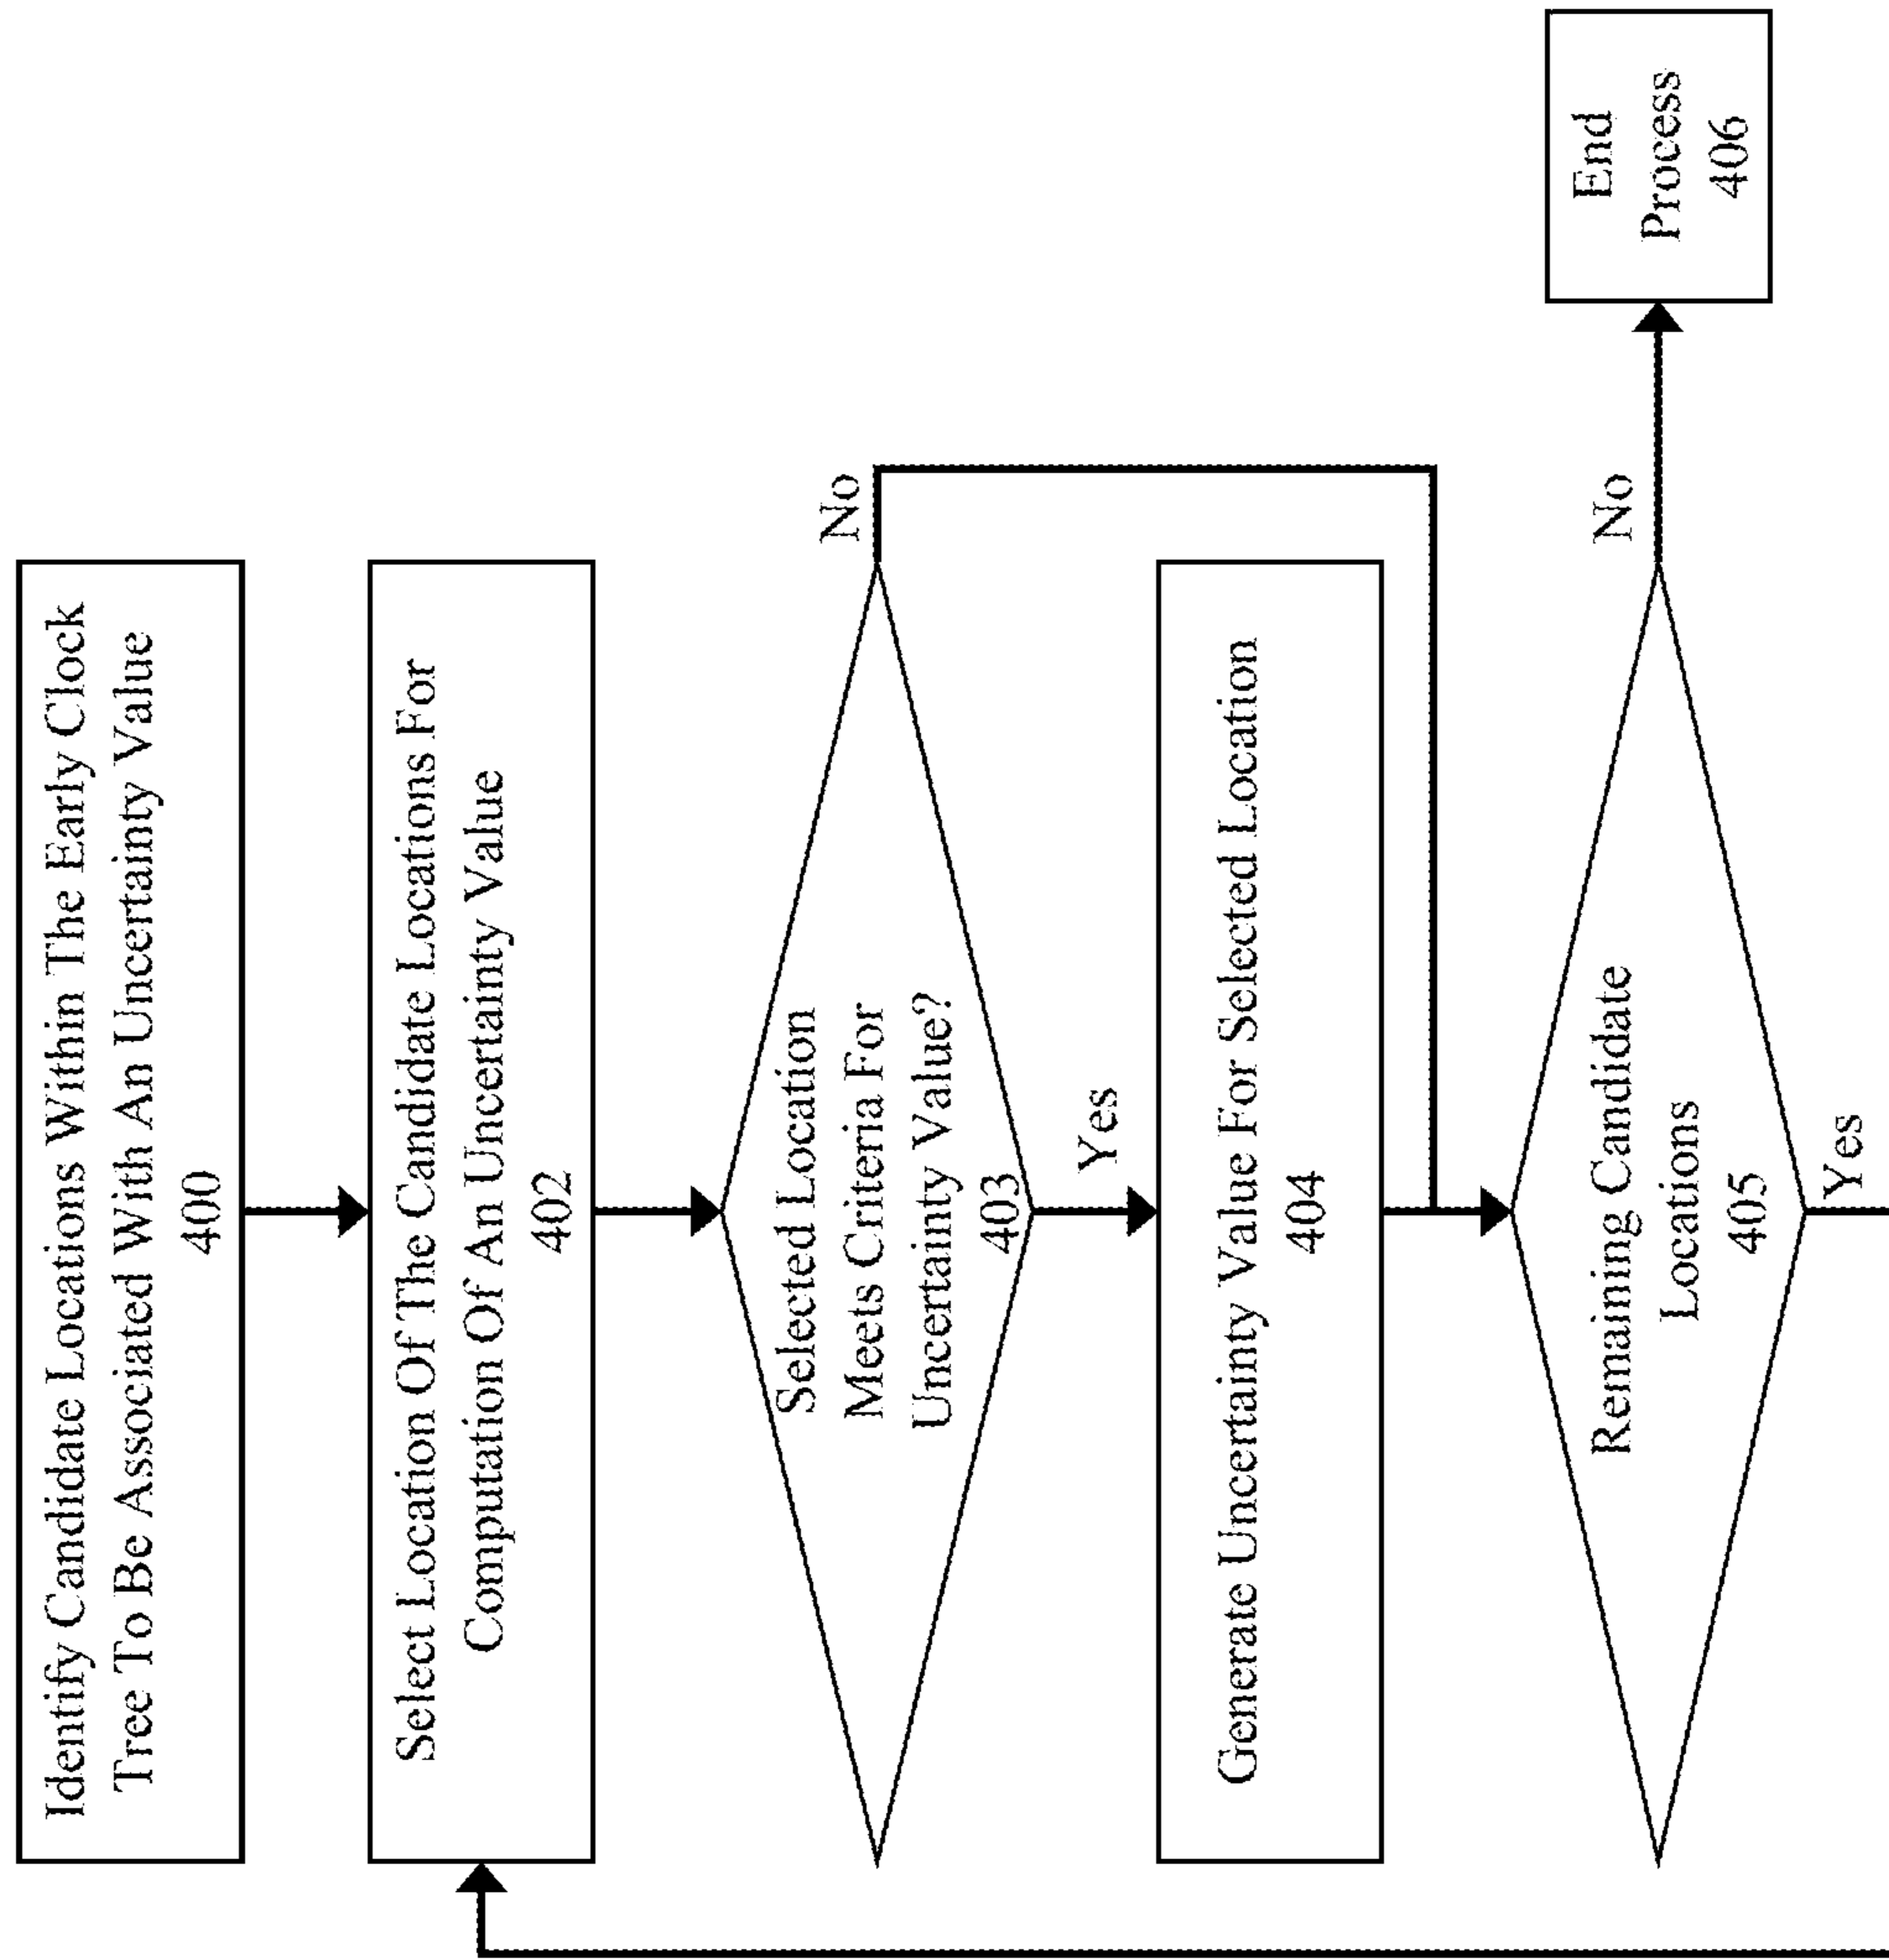 Identify Candidate Locations Within The Early Clock
Tree To Be Associated With An Uncertainty Value
400
Select Location Of The Candidate Locations For
Computation Of An Uncertainty Value
402
Selected Location
Meets Criteria For
Uncertainty Value?
403
No
Yes
Generate Uncertainty Value For Selected Location
404
Remaining Candidate
Locations
405
No
Yes
End
Process
406